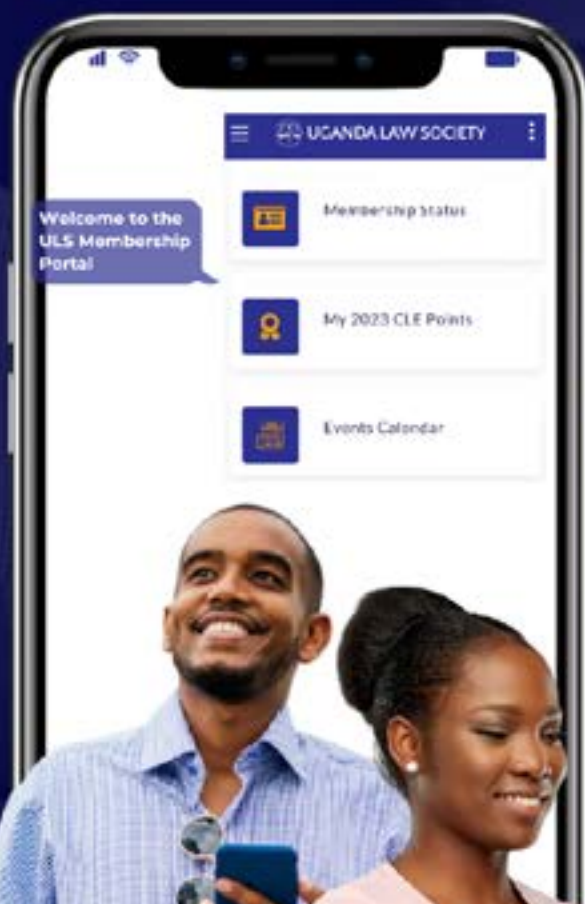 UGANDA LAW SOCIETY
Welcome to the
ULS Membership
Portal
Membership Status
My 2023 CLE Points
Events Calendar